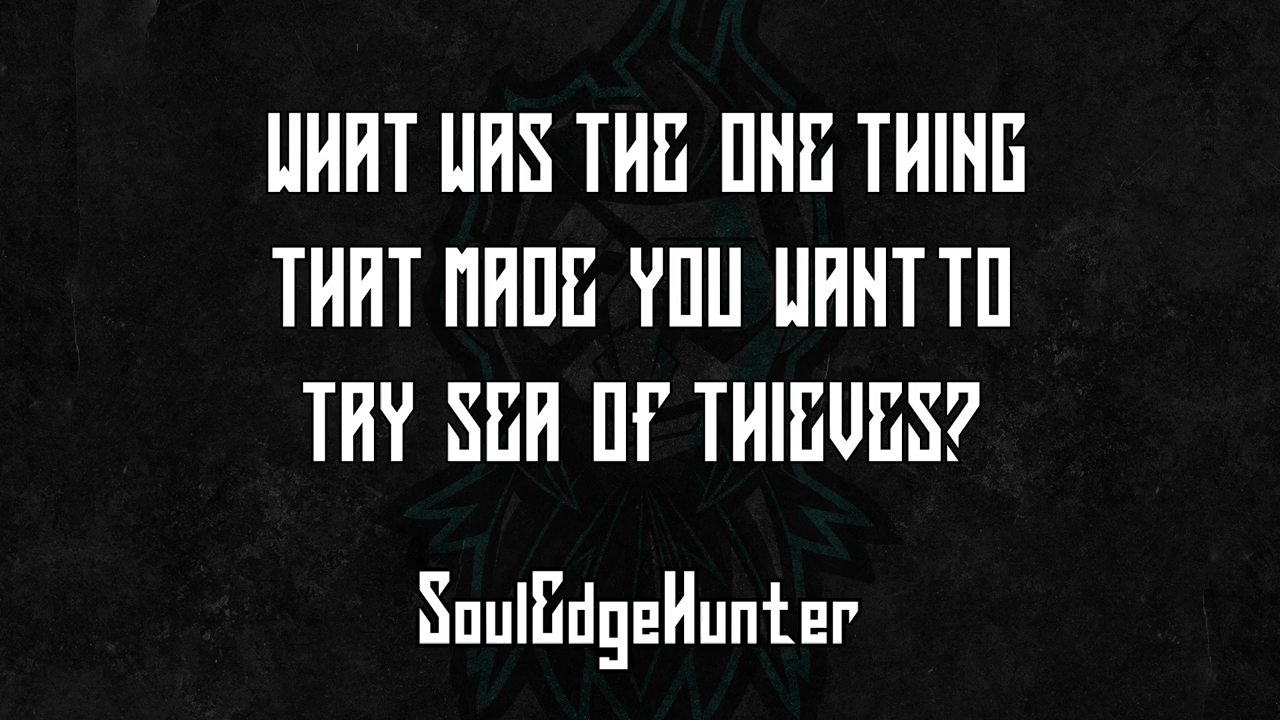 WHAT WAS THE ONE THING
THAT MADE YOU WANT TO
TRY SEA OF THIEVES?
SoulEdgeHunter